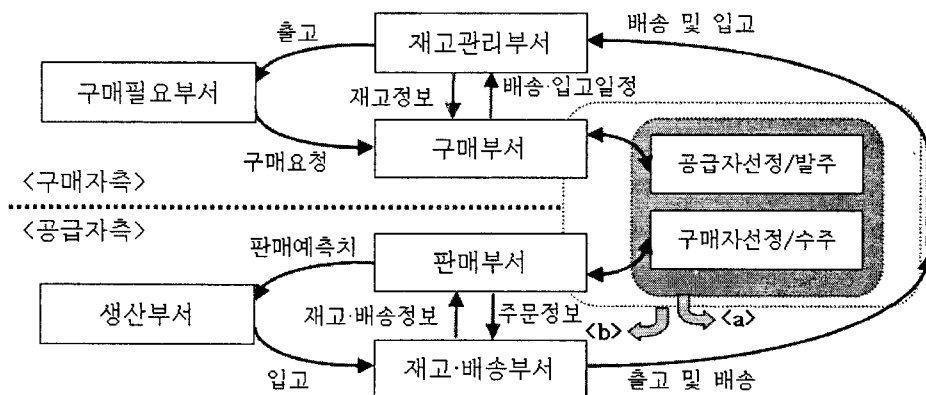 출고
재고관리부서
배송 및 입고
구매필요부서
재고정보
배송·입고일정
구매요청
구매부서
공급자선정/발주
<구매자측>
<공급자측>
구매자선정/수주
판매예측치
판매부서
생산부서
재고·배송정보
주문정보
<b>
<a>
입고
재고·배송부서
출고 및 배송